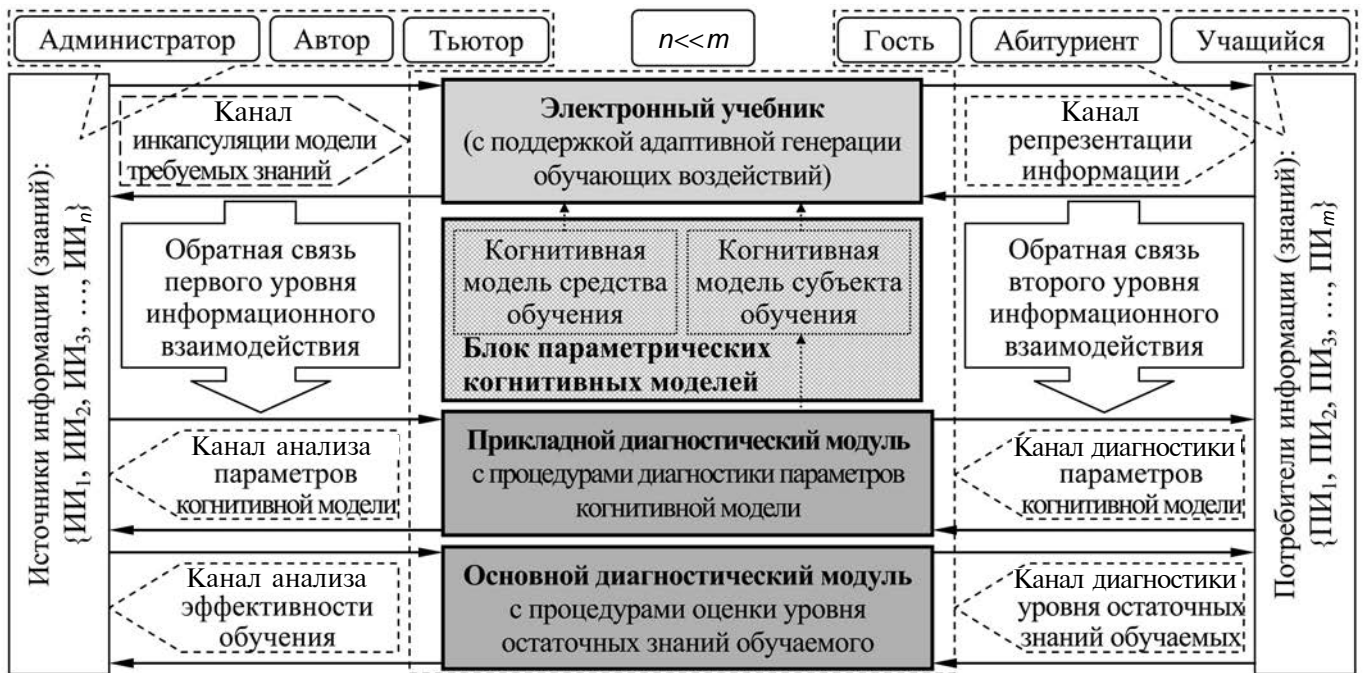 Администратор
Автор
Тьютор
n<<m
Гость
Абитуриент
Учащийся
Источники информации (знаний):
{ИИ1, ИИ2, ИИ3, …, ИИn}
Канал
инкапсуляции модели
требуемых знаний
Электронный учебник
(с поддержкой адаптивной генерации
обучающих воздействий)
Канал
репрезентации
информации
Потребители информации (знаний):
{ПИ1, ПИ2, ПИ3, …, ПИm}
Обратная связь
первого уровня
информационного
взаимодействия
Когнитивная
модель средства
обучения
Когнитивная
модель субъекта
обучения
Блок параметрических
когнитивных моделей
Обратная связь
второго уровня
информационного
взаимодействия
Канал анализа
параметров
когнитивной модели
Прикладной диагностический модуль
с процедурами диагностики параметров
когнитивной модели
Канал диагностики
параметров
когнитивной модели
Канал анализа
эффективности
обучения
Основной диагностический модуль
с процедурами оценки уровня
остаточных знаний обучаемого
Канал диагностики
уровня остаточных
знаний обучаемых